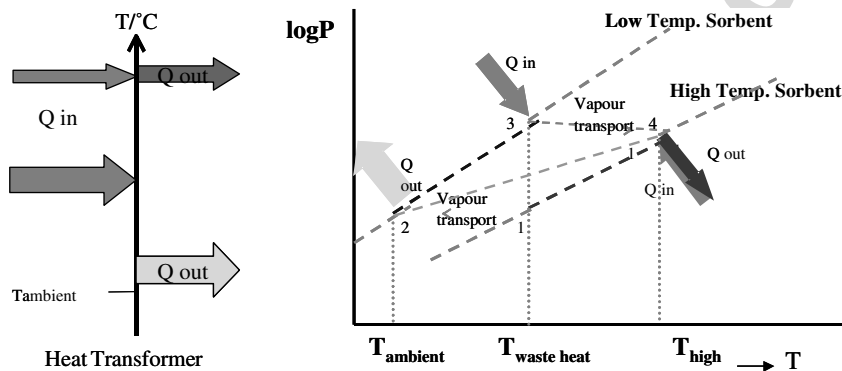 T/°C
Q out
Q in
Q out
Tambient
Heat Transformer
logP
Low Temp. Sorbent
Q in
High Temp. Sorbent
Vapour
transport
3
4
Q
out
1
Q out
Q in
Vapour
transport
2
1
Tambient
Twaste heat
Thigh
T